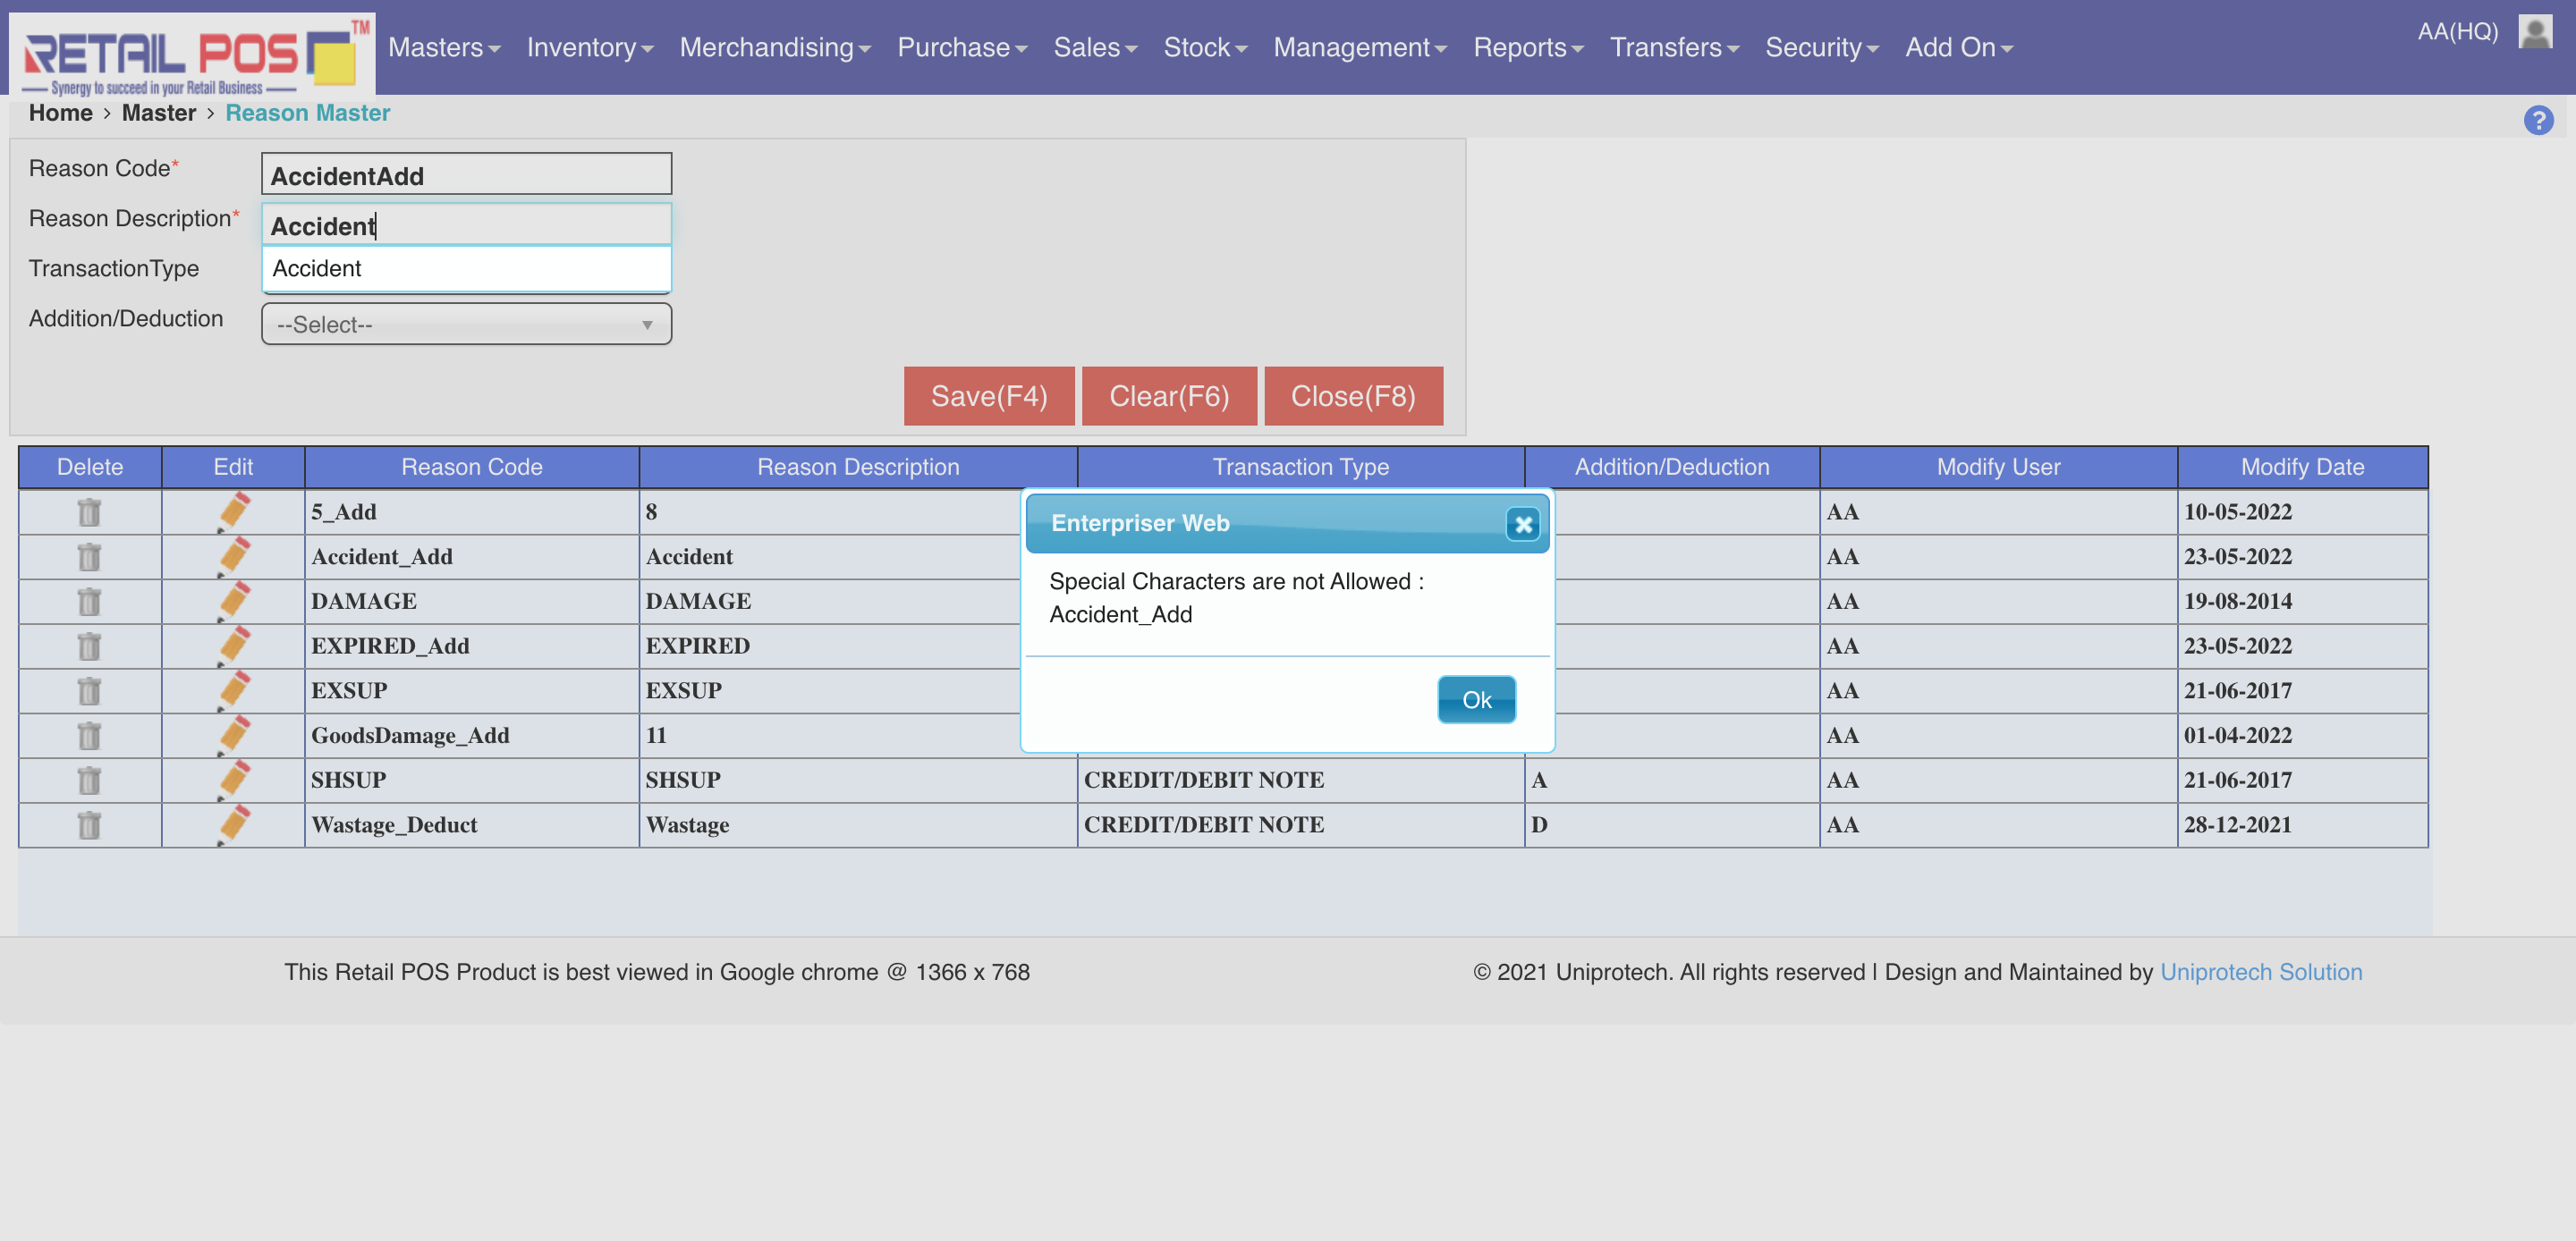 RETAIL POS TM
Synergy to succeed in your Retail Business
Masters Inventory Merchandising Purchase Sales Stock Management Reports Transfers Security Add On
AA(HQ)
Home > Master > Reason Master
?
Reason Code* AccidentAdd
Reason Description* Accident
TransactionType Accident
Addition/Deduction --Select--
Save(F4) Clear(F6) Close(F8)
Delete Edit Reason Code Reason Description Transaction Type Addition/Deduction Modify User Modify Date
5_Add 8 AA 10-05-2022
Accident_Add Accident AA 23-05-2022
DAMAGE DAMAGE AA 19-08-2014
EXPIRED_Add EXPIRED AA 23-05-2022
EXSUP EXSUP AA 21-06-2017
GoodsDamage_Add 11 AA 01-04-2022
SHSUP SHSUP CREDIT/DEBIT NOTE A AA 21-06-2017
Wastage_Deduct Wastage CREDIT/DEBIT NOTE D AA 28-12-2021
Enterpriser Web
Special Characters are not Allowed :
Accident_Add
Ok
This Retail POS Product is best viewed in Google chrome @ 1366 x 768
© 2021 Uniprotech. All rights reserved | Design and Maintained by Uniprotech Solution